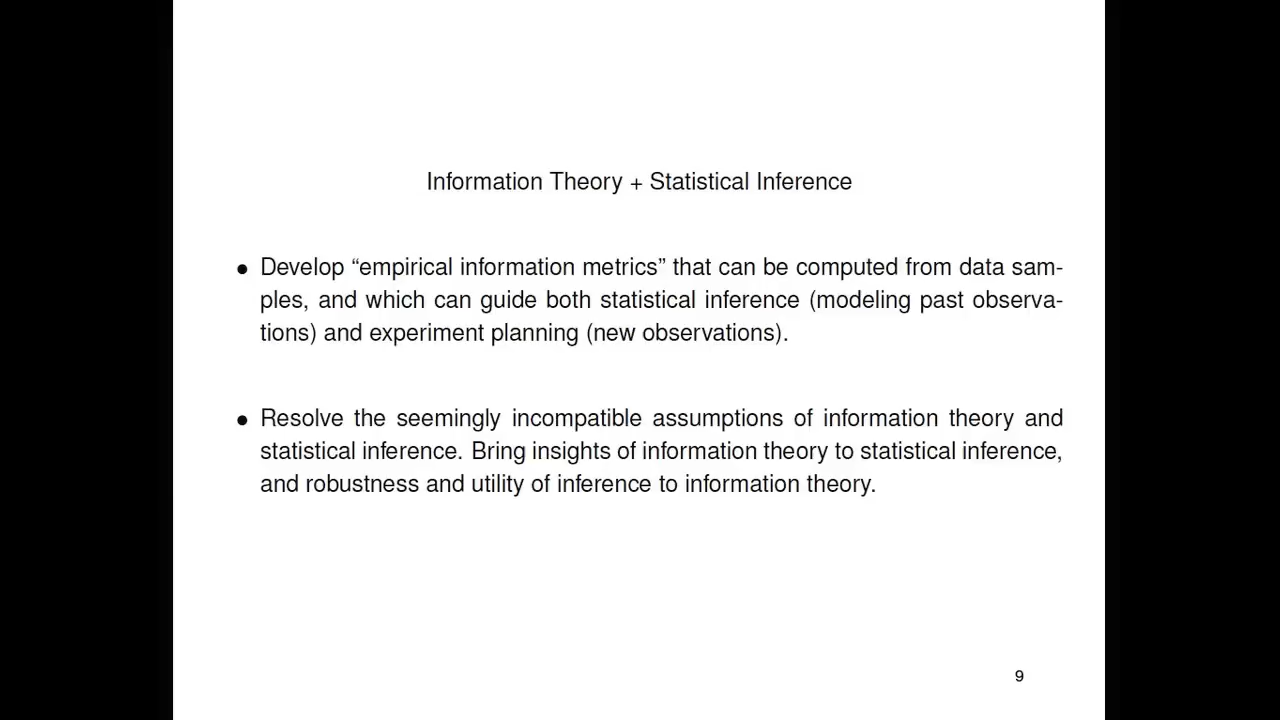 Information Theory + Statistical Inference
• Develop “empirical information metrics” that can be computed from data sam-
ples, and which can guide both statistical inference (modeling past observa-
tions) and experiment planning (new observations).
• Resolve the seemingly incompatible assumptions of information theory and
statistical inference. Bring insights of information theory to statistical inference,
and robustness and utility of inference to information theory.
9